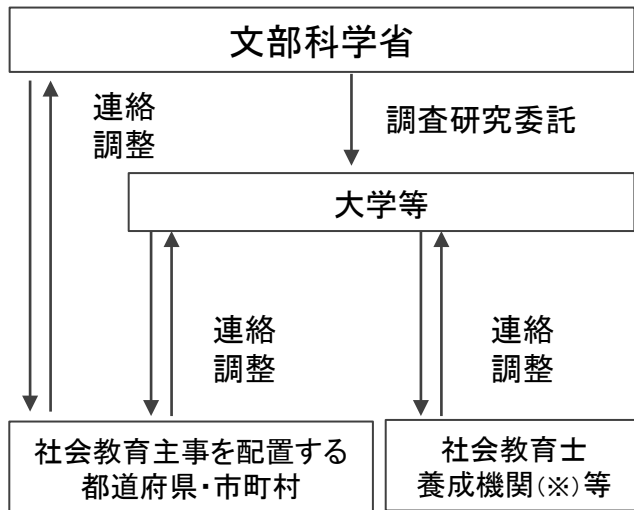 文部科学省
連絡
調整
調査研究委託
大学等
連絡
調整
連絡
調整
社会教育主事を配置する
都道府県・市町村
社会教育士
養成機関(※)等